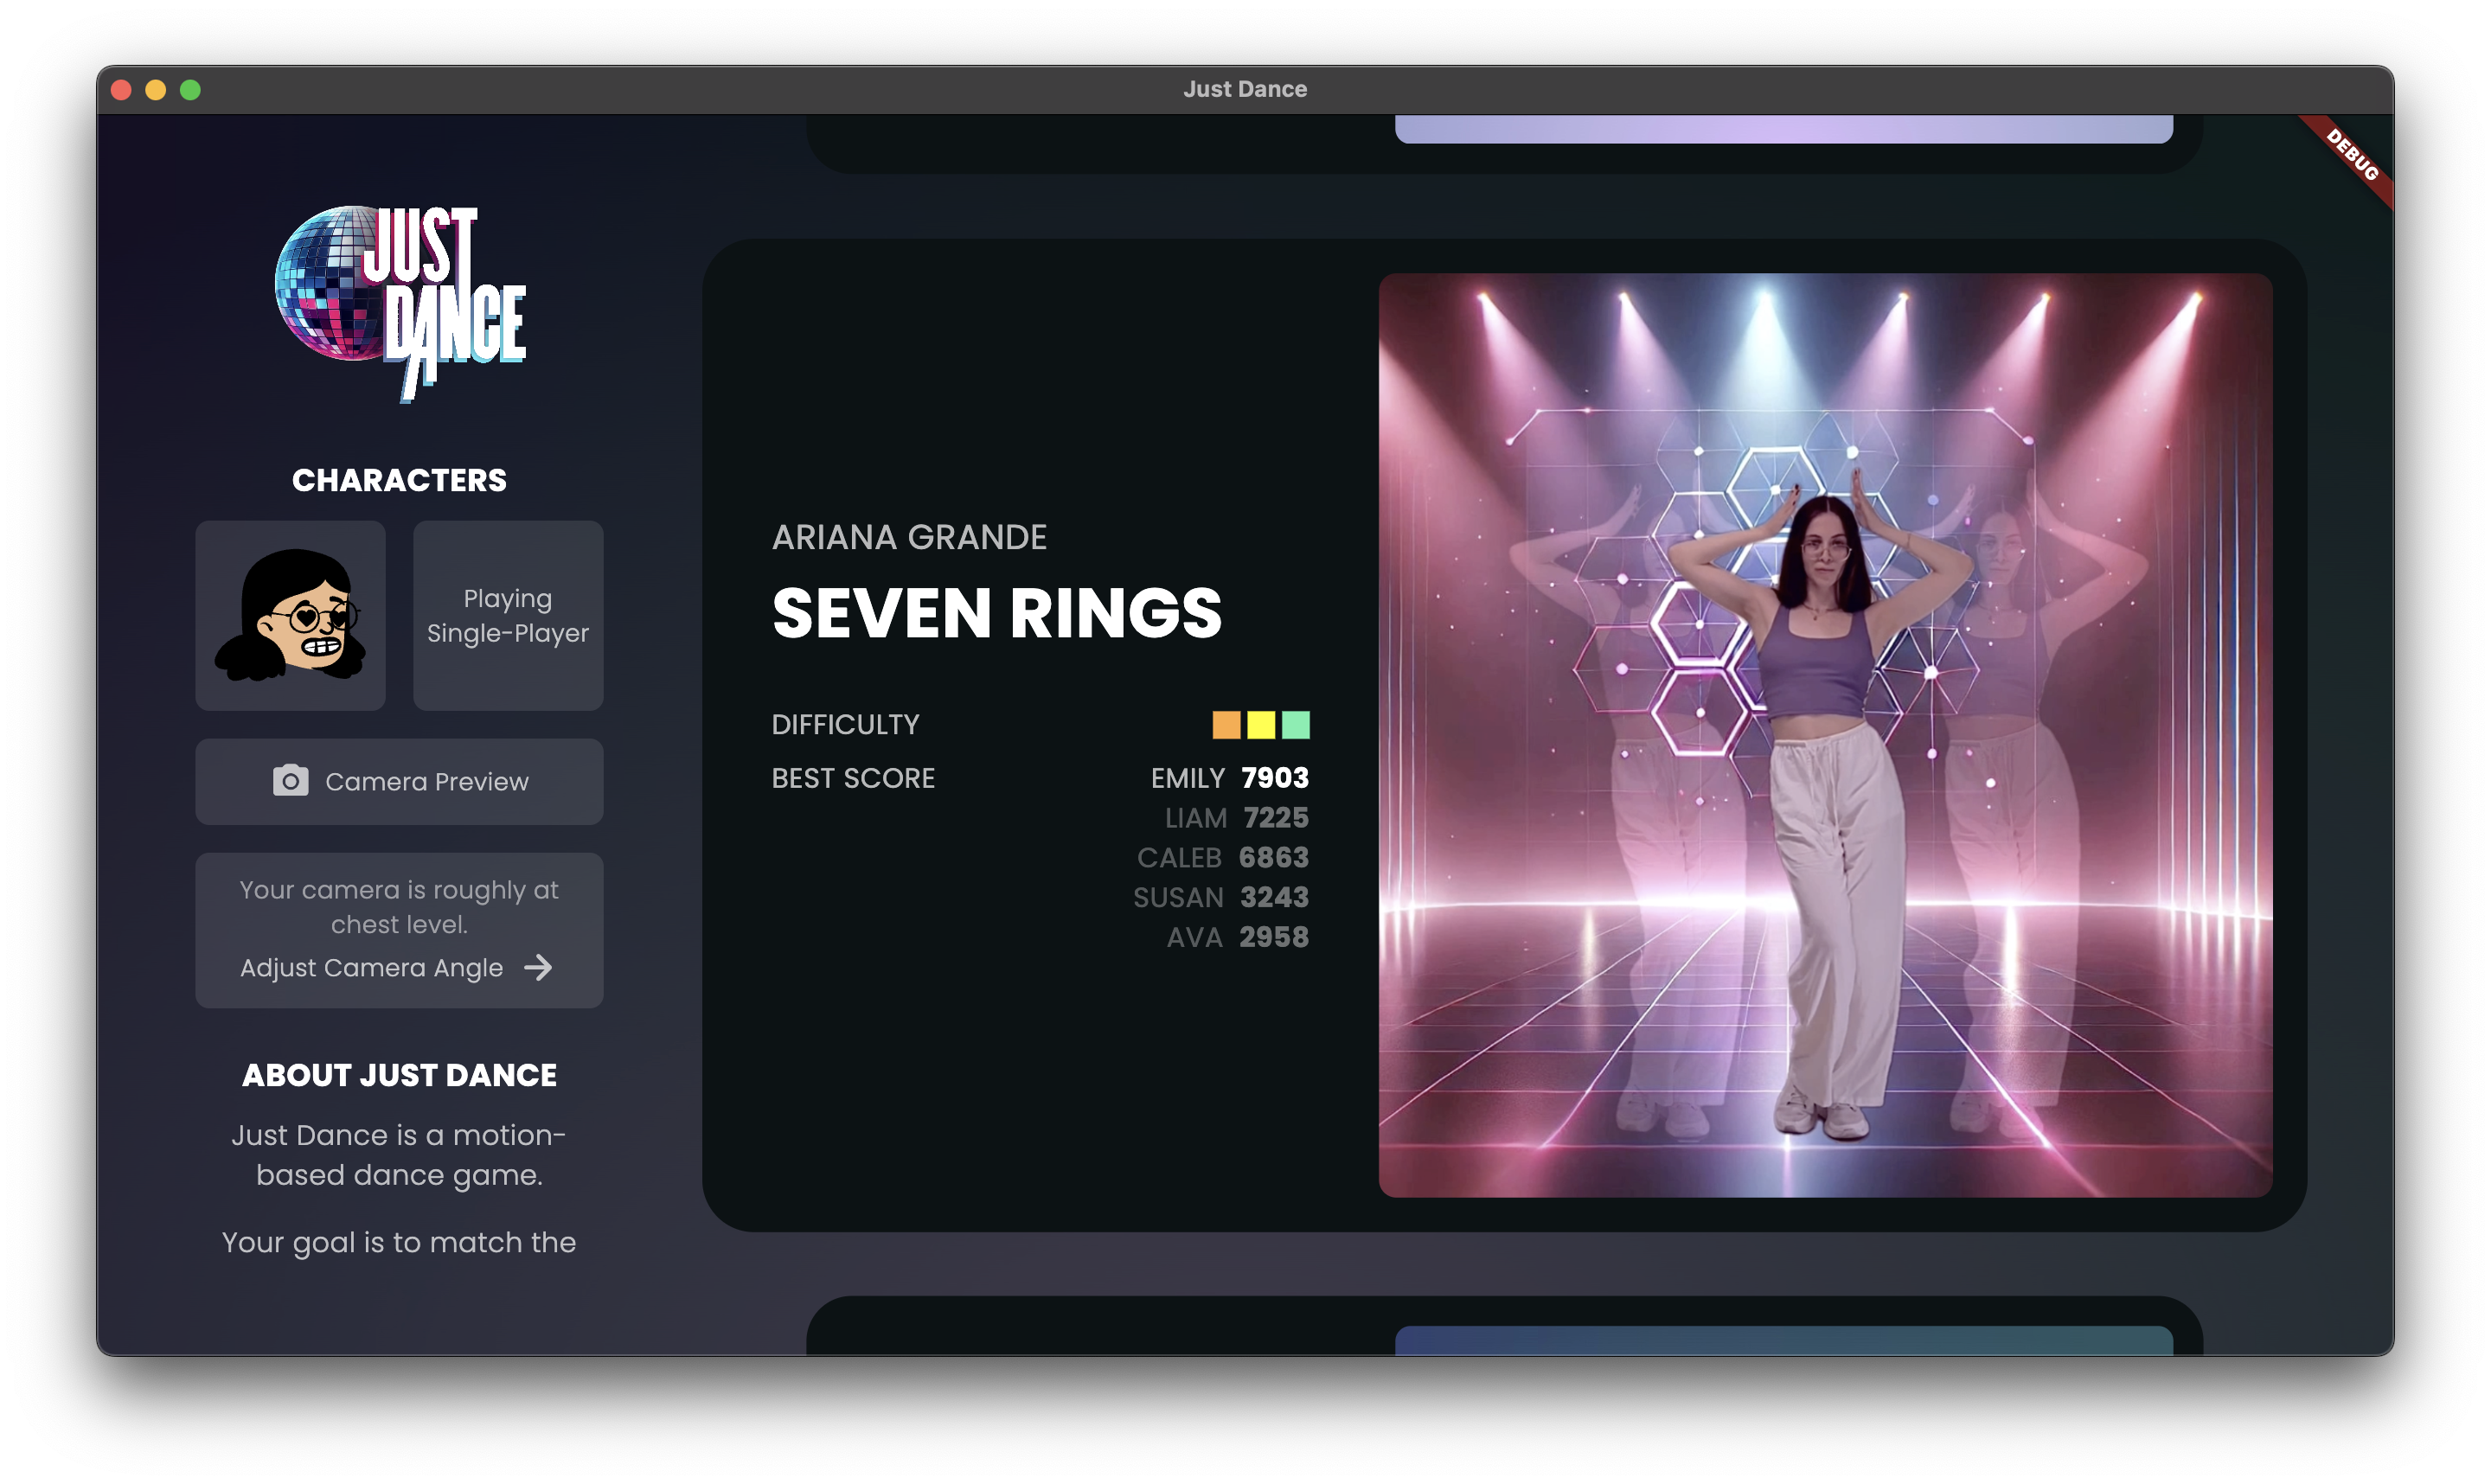 Just Dance
DEBUG
JUST
DANCE
CHARACTERS
Playing
Single-Player
Camera Preview
Your camera is roughly at
chest level.
Adjust Camera Angle
ABOUT JUST DANCE
Just Dance is a motion-
based dance game.
Your goal is to match the
ARIANA GRANDE
SEVEN RINGS
DIFFICULTY
BEST SCORE EMILY 7903
LIAM 7225
CALEB 6863
SUSAN 3243
AVA 2958